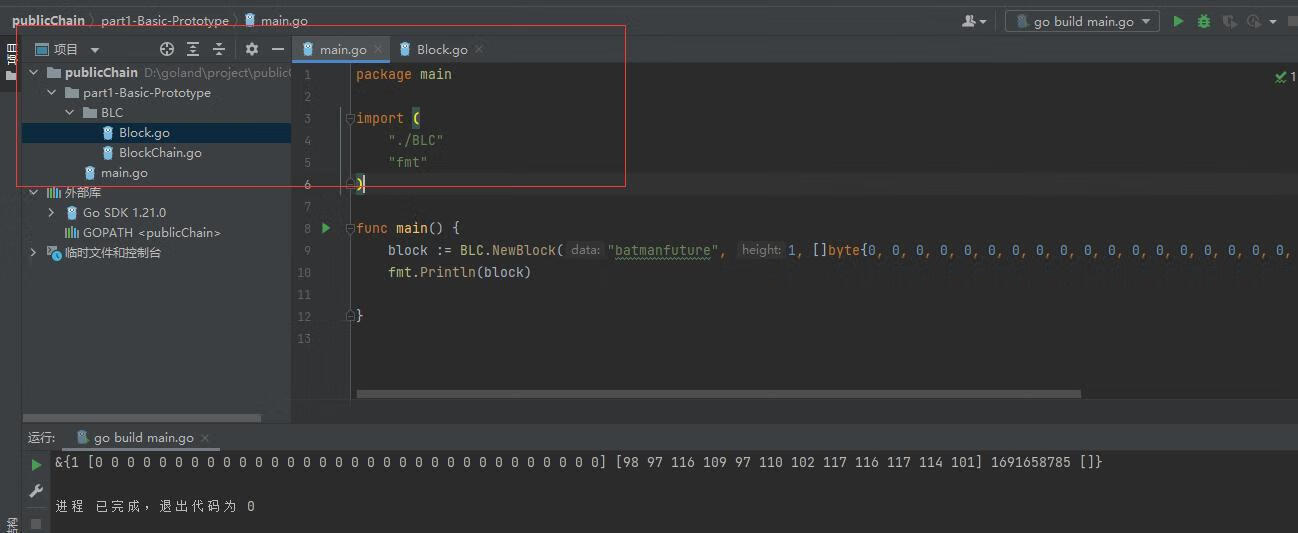 publicChain 〉 part1-Basic-Prototype 〉 main.go
go build main.go
项目
项目
main.go
Block.go
publicChain D:\goland\project\public
part1-Basic-Prototype
BLC
Block.go
BlockChain.go
main.go
外部库
Go SDK 1.21.0
GOPATH <publicChain>
临时文件和控制台
1 package main
2
3 import (
4 "./BLC"
5 "fmt"
6 )
7
8 func main() {
9 block := BLC.NewBlock( data: "batmanfuture", height: 1, []byte{0, 0, 0, 0, 0, 0, 0, 0, 0, 0, 0, 0, 0, 0, 0, 0, 0, 0,
10 fmt.Println(block)
11
12 }
13
1
运行:
go build main.go
&{1 [0 0 0 0 0 0 0 0 0 0 0 0 0 0 0 0 0 0 0 0 0 0 0 0 0 0 0 0 0 0 0 0] [98 97 116 109 97 110 102 117 116 117 114 101] 1691658785 []}
进程 已完成，退出代码为 0